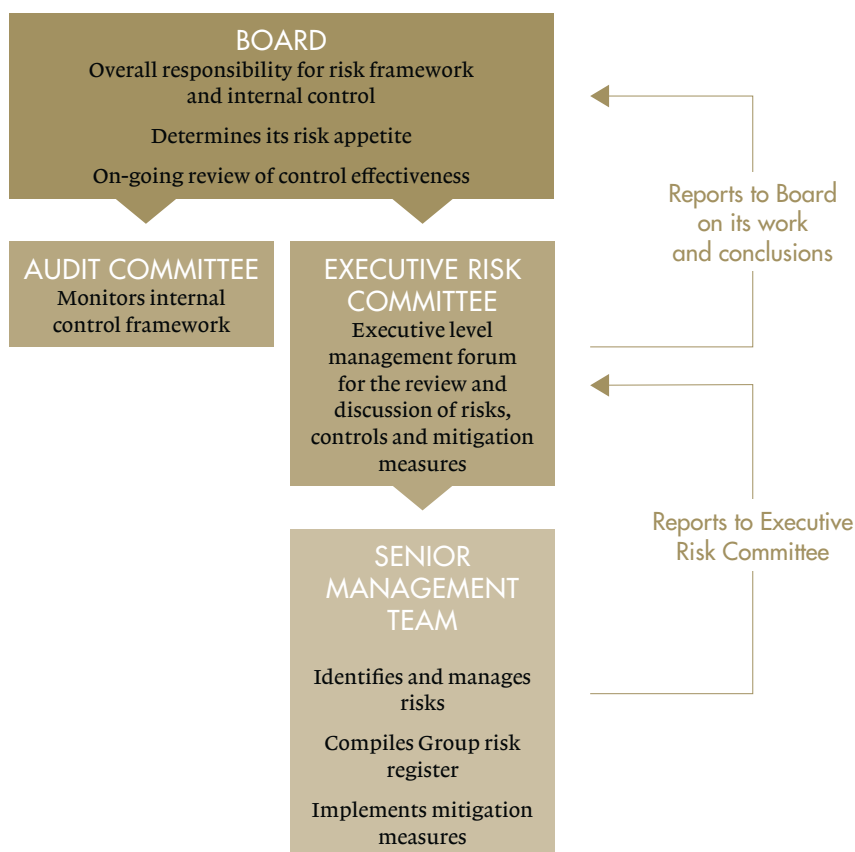 BOARD
Overall responsibility for risk framework
and internal control
Determines its risk appetite
On-going review of control effectiveness
Reports to Board
on its work
and conclusions
AUDIT COMMITTEE
Monitors internal
control framework
EXECUTIVE RISK
COMMITTEE
Executive level
management forum
for the review and
discussion of risks,
controls and mitigation
measures
Reports to Executive
Risk Committee
SENIOR
MANAGEMENT
TEAM
Identifies and manages
risks
Compiles Group risk
register
Implements mitigation
measures